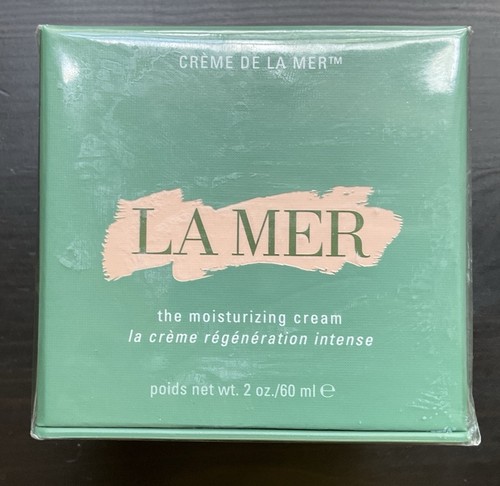 CRÈME DE LA MER™
LA MER
the moisturizing cream
la crème régénération intense
poids net wt. 2 oz./60 ml ℮